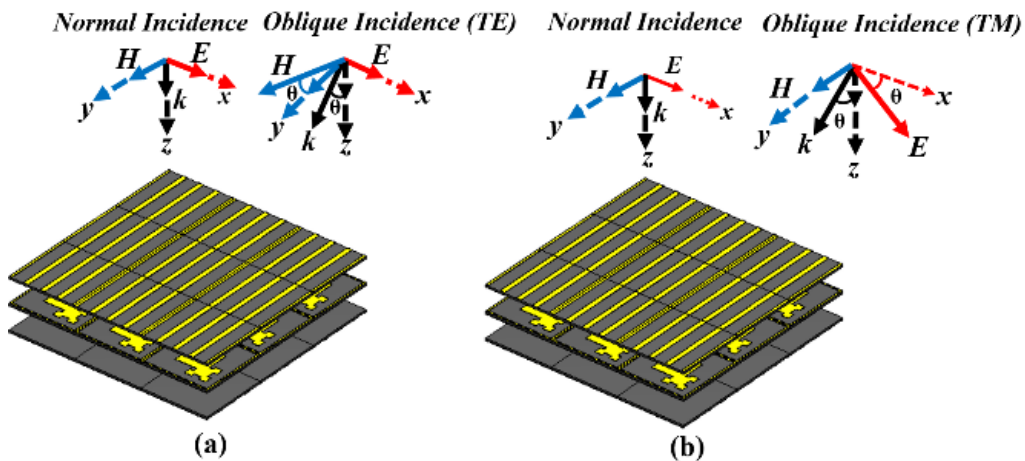 Normal Incidence Oblique Incidence (TE)
H E x y k z
H E θ θ x y k z
Normal Incidence Oblique Incidence (TM)
H E x y k z
H θ θ x y k E z
(a)
(b)